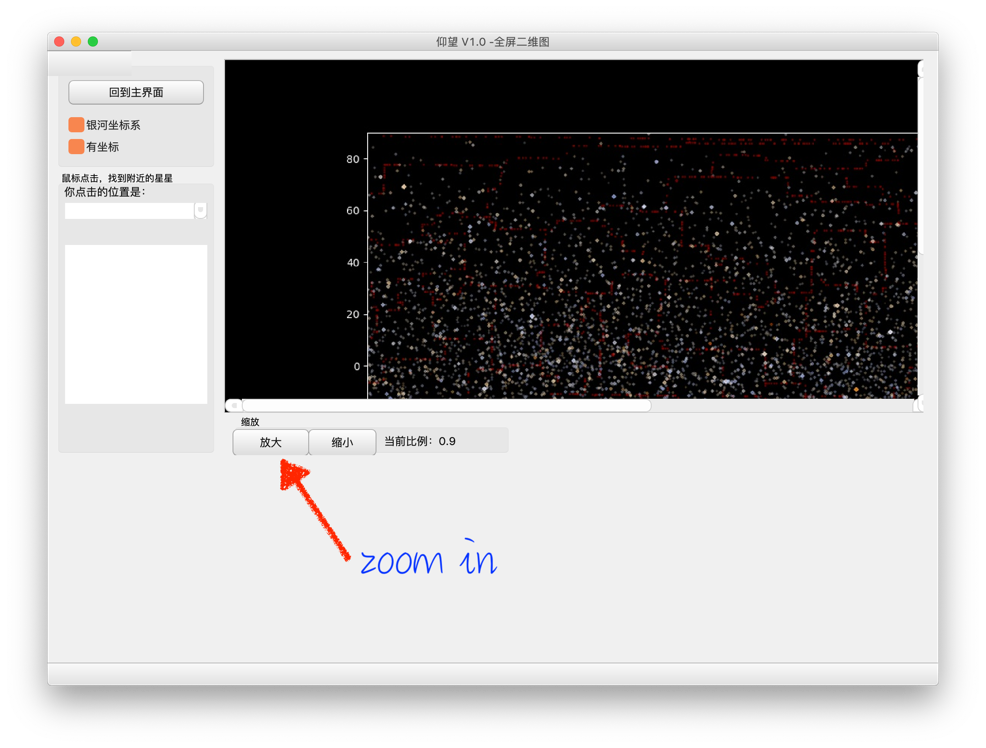 仰望 V1.0 -全屏二维图
回到主界面
银河坐标系
有坐标
鼠标点击，找到附近的星星
你点击的位置是：
80
60
40
20
0
缩放
放大
缩小
当前比例：0.9
zoom in